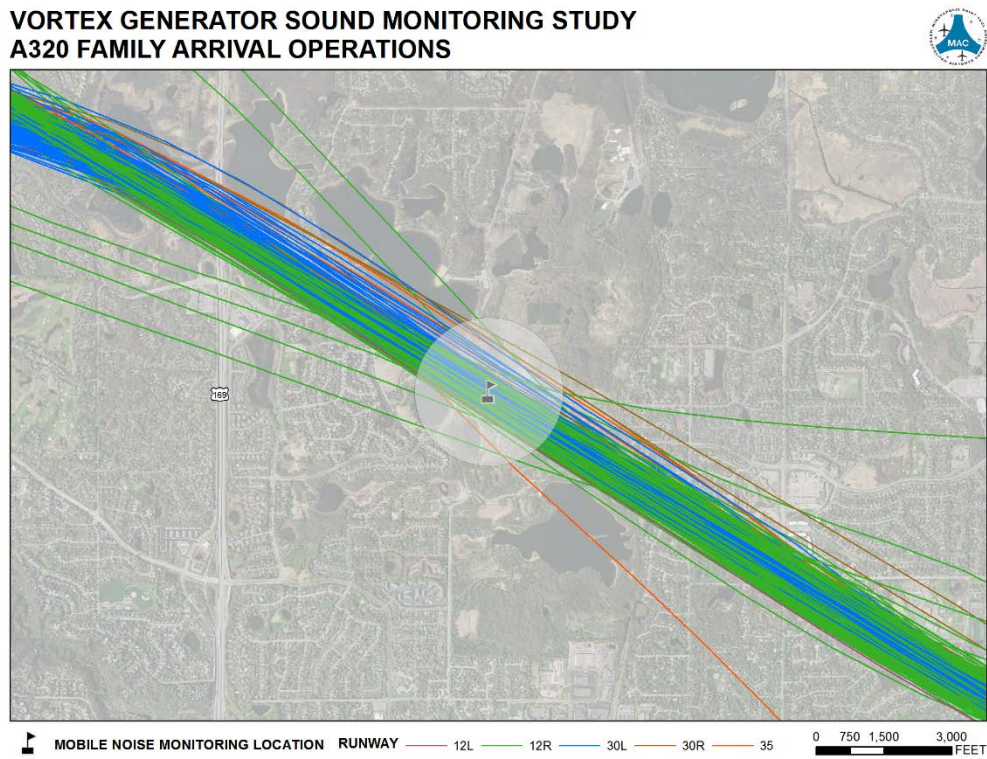 VORTEX GENERATOR SOUND MONITORING STUDY
A320 FAMILY ARRIVAL OPERATIONS
MAC
169
MOBILE NOISE MONITORING LOCATION RUNWAY 12L 12R 30L 30R 35
0 750 1,500 3,000
FEET